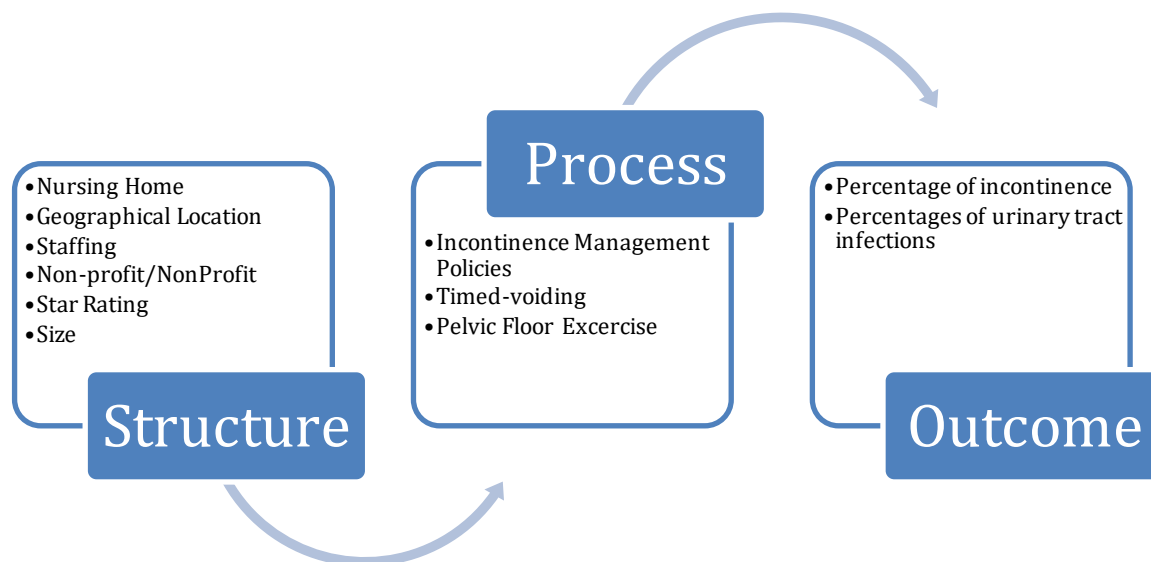 •Nursing Home
•Geographical Location
•Staffing
•Non-profit/NonProfit
•Star Rating
•Size
Structure
Process
•Incontinence Management
Policies
•Timed-voiding
•Pelvic Floor Excercise
•Percentage of incontinence
•Percentages of urinary tract
infections
Outcome